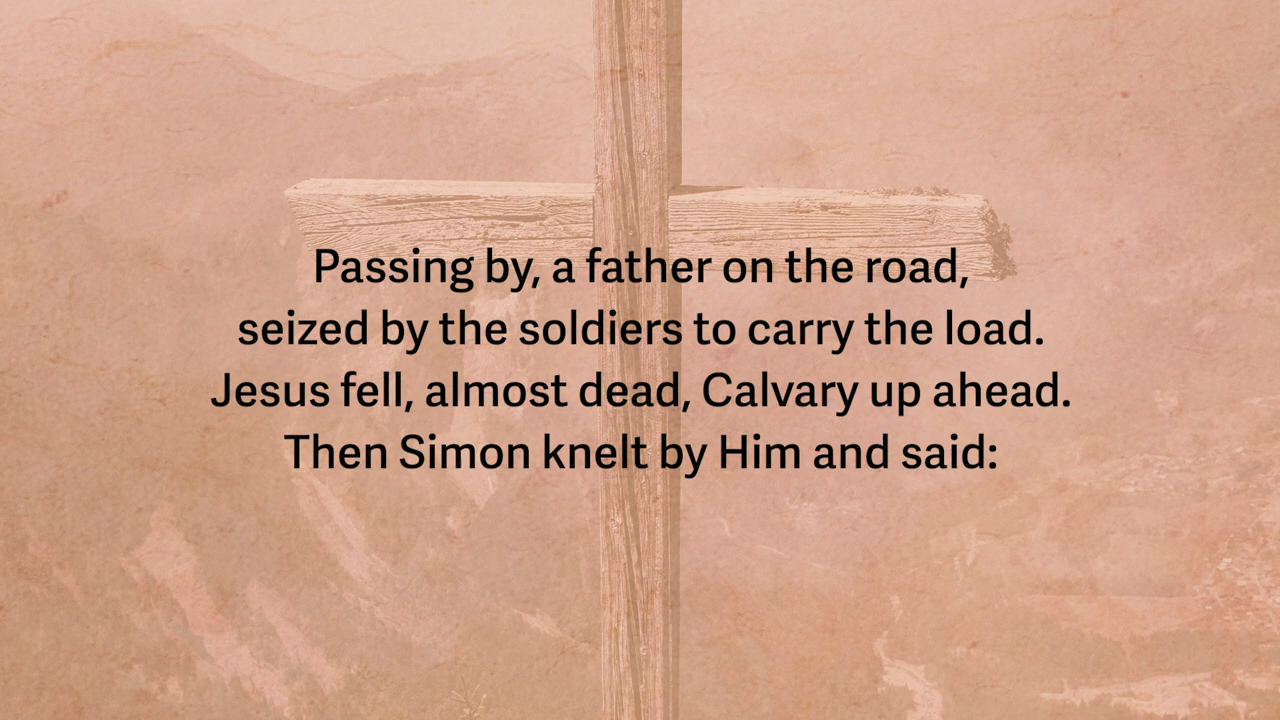 Passing by, a father on the road,
seized by the soldiers to carry the load.
Jesus fell, almost dead, Calvary up ahead.
Then Simon knelt by Him and said: